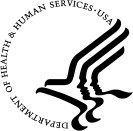 DEPARTMENT OF HEALTH & HUMAN SERVICES · USA